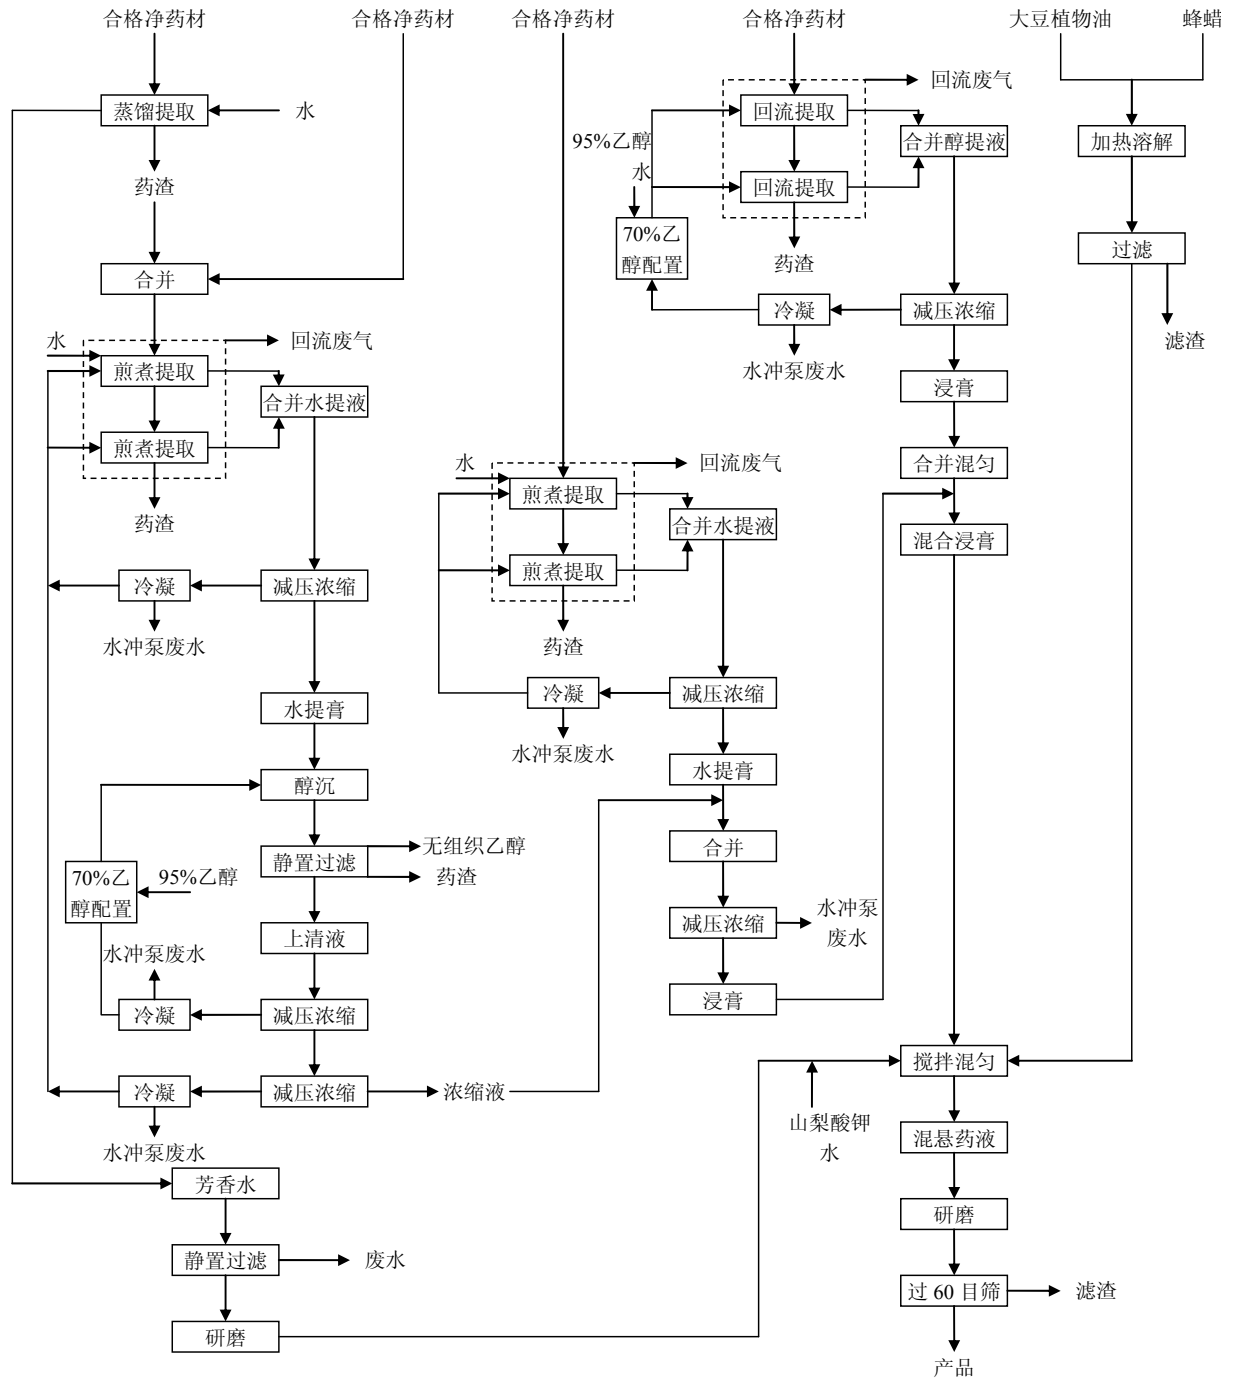 合格净药材
合格净药材
合格净药材
合格净药材
大豆植物油
蜂蜡
回流废气
蒸馏提取
水
回流提取
95%乙醇
水
合并醇提液
加热溶解
药渣
回流提取
70%乙
醇配置
药渣
过滤
合并
冷凝
减压浓缩
滤渣
水
回流废气
煎煮提取
水冲泵废水
浸膏
合并水提液
煎煮提取
合并混匀
水
回流废气
煎煮提取
药渣
合并水提液
混合浸膏
煎煮提取
冷凝
减压浓缩
水冲泵废水
药渣
冷凝
减压浓缩
水提膏
水冲泵废水
水提膏
醇沉
无组织乙醇
静置过滤
药渣
合并
70%乙
醇配置
95%乙醇
水冲泵
废水
减压浓缩
上清液
水冲泵废水
浸膏
冷凝
减压浓缩
搅拌混匀
冷凝
减压浓缩
浓缩液
山梨酸钾
水
混悬药液
水冲泵废水
芳香水
研磨
静置过滤
废水
过 60 目筛
滤渣
研磨
产品